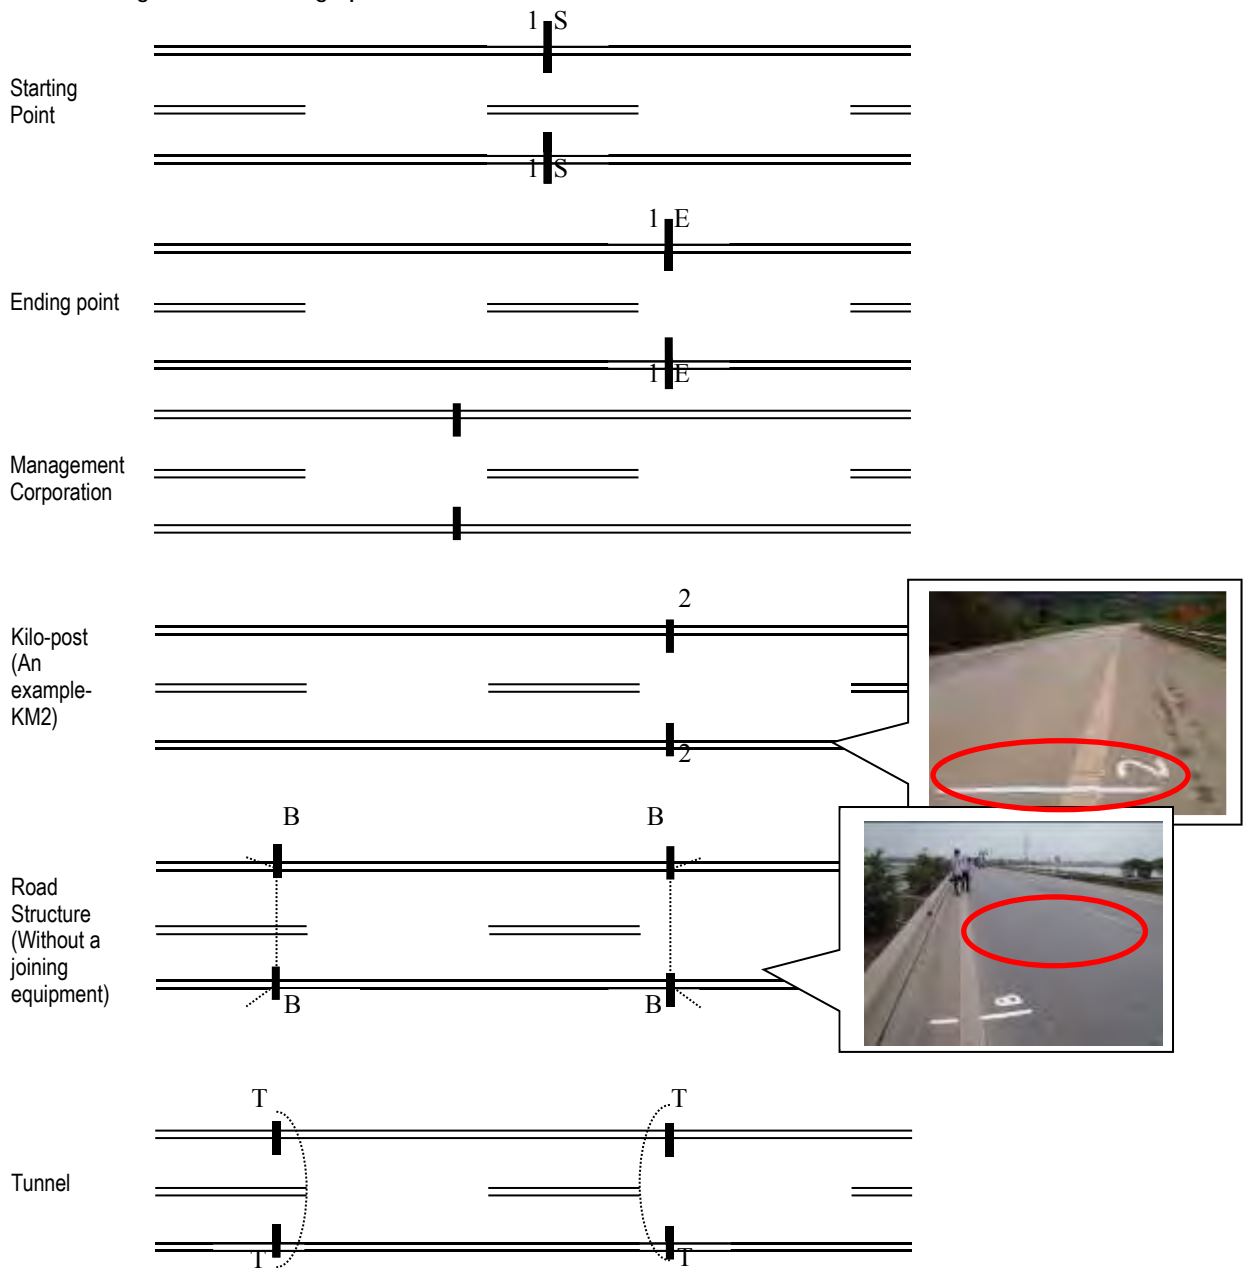 1 S
Starting
Point
1 S
1 E
Ending point
1 E
Management
Corporation
2
Kilo-post
(An
example-
KM2)
2
2
B B
Road
Structure
(Without a
joining
equipment)
B B
B
T T
Tunnel
T T